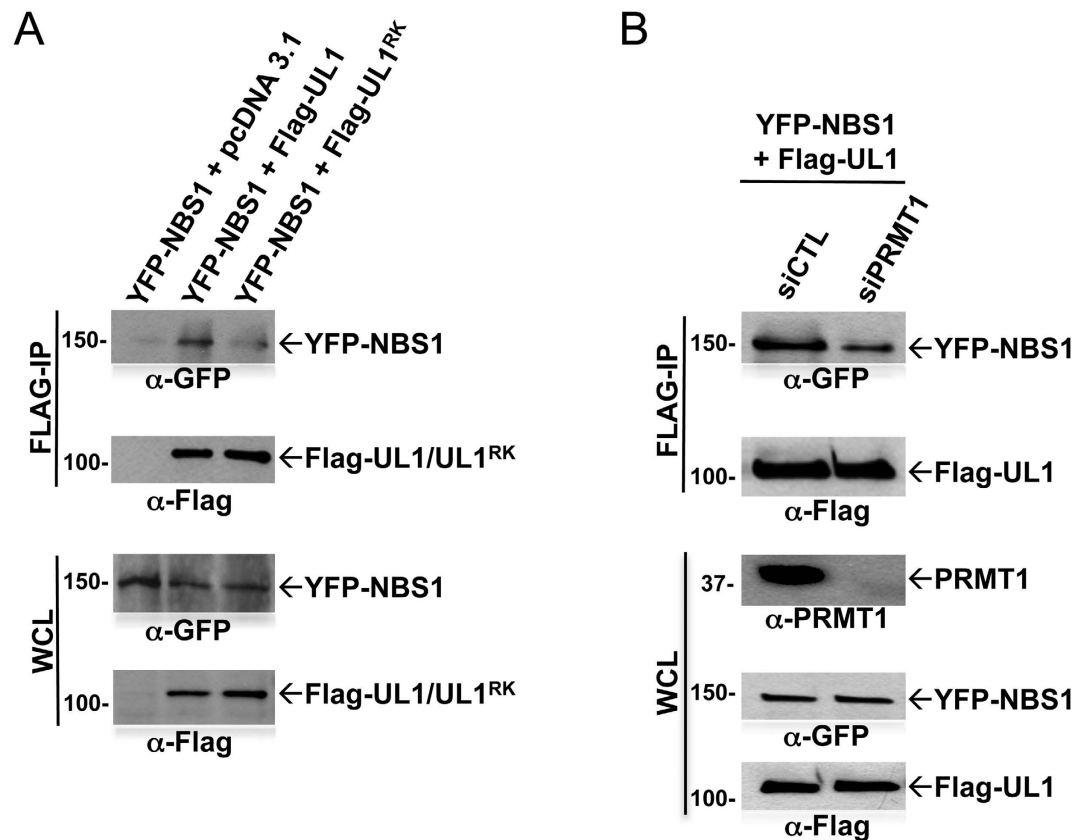 A
YFP-NBS1 + pcDNA 3.1
YFP-NBS1 + Flag-UL1
YFP-NBS1 + Flag-UL1RK
FLAG-IP
150-
←YFP-NBS1
α-GFP
100-
←Flag-UL1/UL1RK
α-Flag
WCL
150-
←YFP-NBS1
α-GFP
100-
←Flag-UL1/UL1RK
α-Flag
B
YFP-NBS1
+ Flag-UL1
siCTL
siPRMT1
FLAG-IP
150-
←YFP-NBS1
α-GFP
100-
←Flag-UL1
α-Flag
WCL
37-
←PRMT1
α-PRMT1
150-
←YFP-NBS1
α-GFP
100-
←Flag-UL1
α-Flag